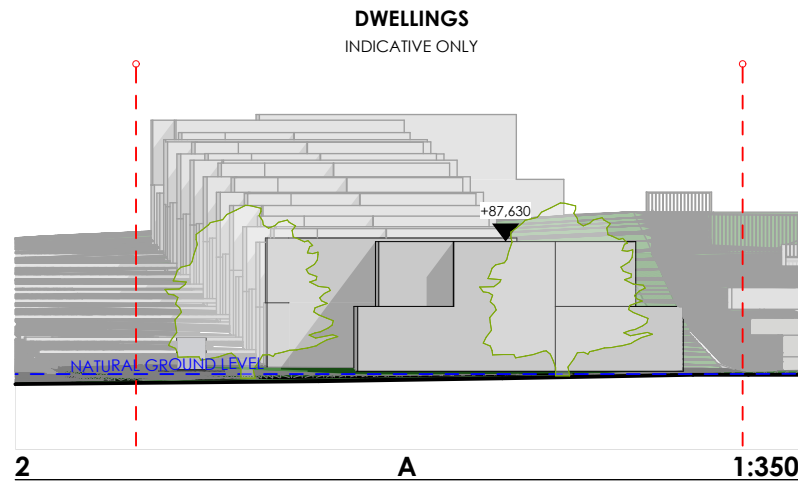 DWELLINGS
INDICATIVE ONLY
+87,630
NATURAL GROUND LEVEL
2 A 1:350